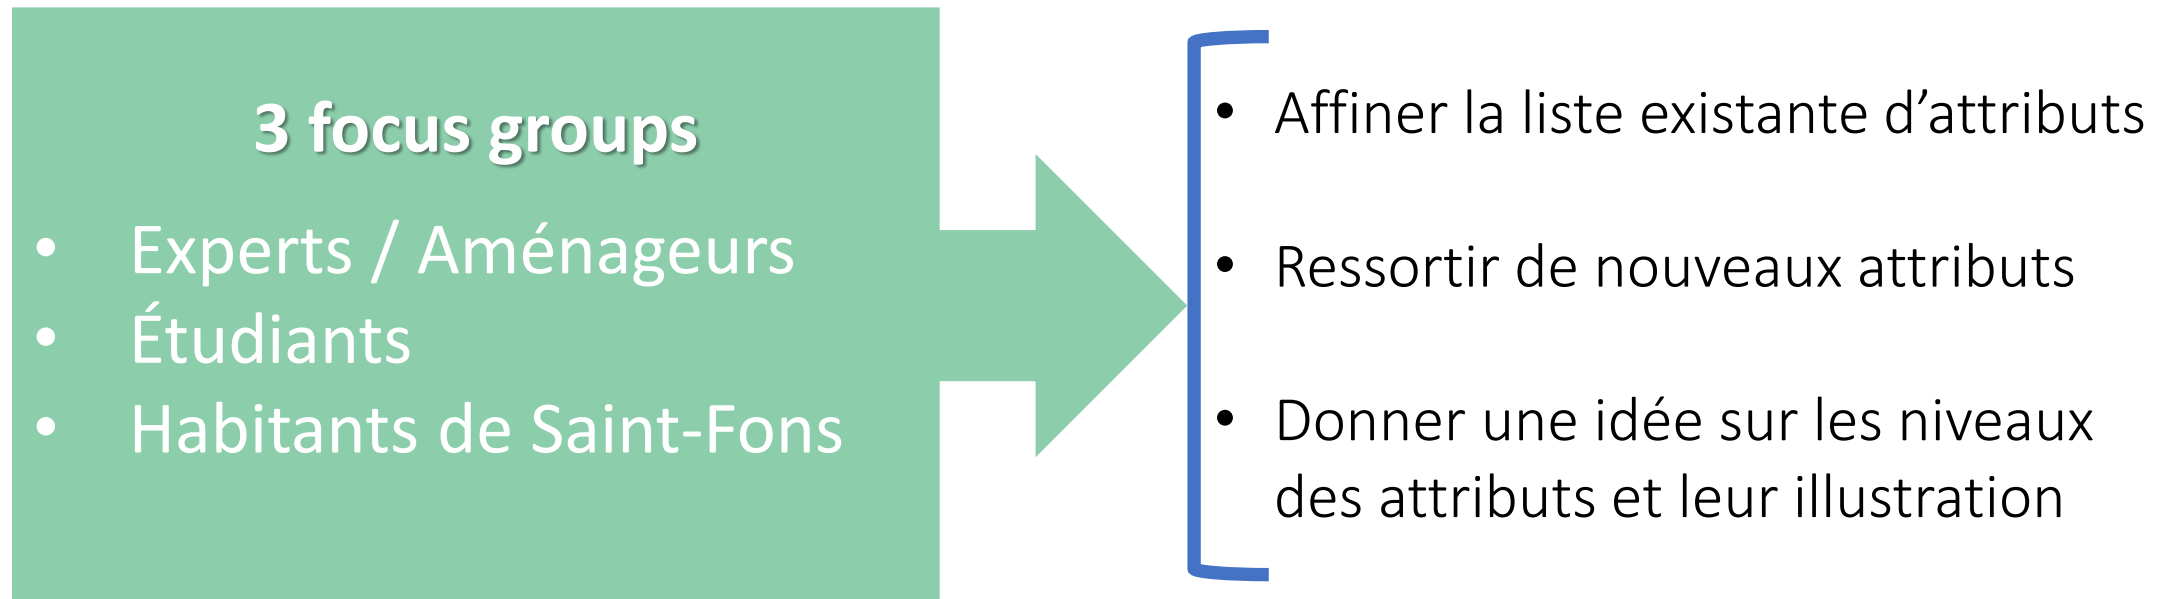 3 focus groups
• Experts / Aménageurs
• Étudiants
• Habitants de Saint-Fons
• Affiner la liste existante d’attributs
• Ressortir de nouveaux attributs
• Donner une idée sur les niveaux
des attributs et leur illustration